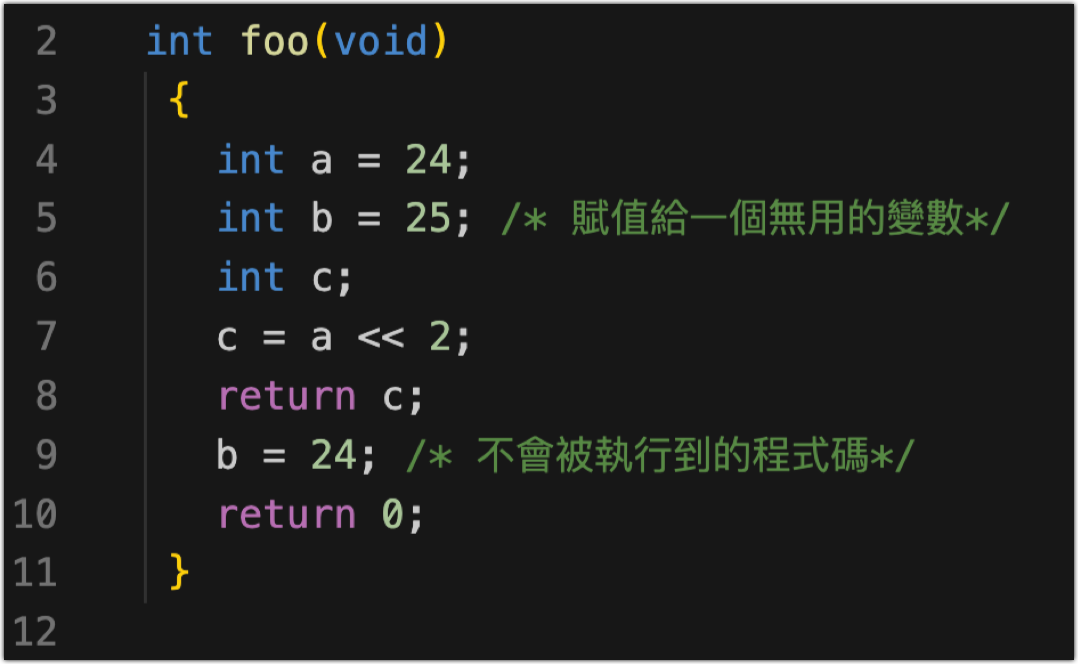 2 int foo(void)
3 {
4 int a = 24;
5 int b = 25; /* 賦值給一個無用的變數*/
6 int c;
7 c = a << 2;
8 return c;
9 b = 24; /* 不會被執行到的程式碼*/
10 return 0;
11 }
12